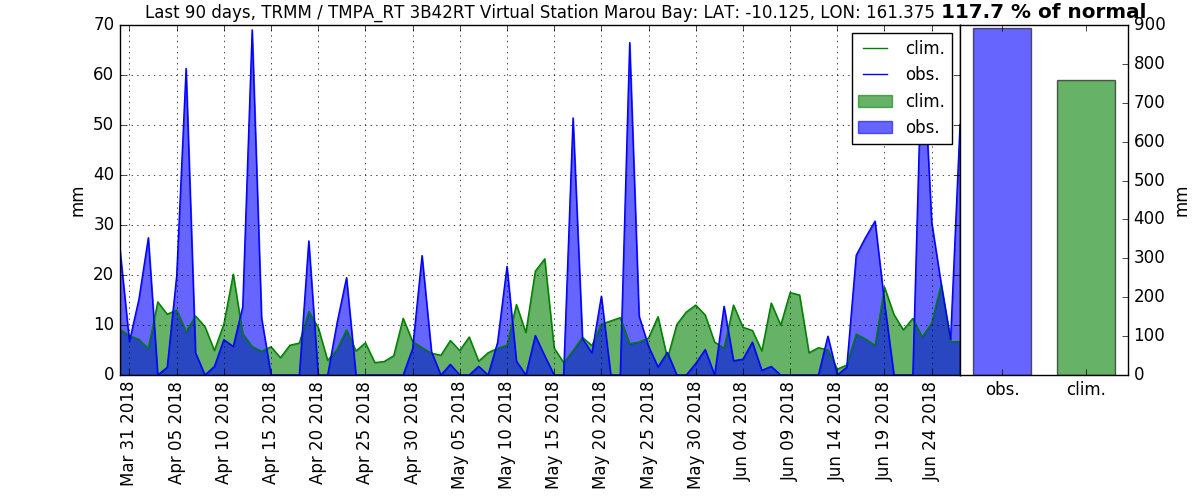 Last 90 days, TRMM / TMPA_RT 3B42RT Virtual Station Marou Bay: LAT: -10.125, LON: 161.375 117.7 % of normal
70
60
50
40
30
20
10
0
mm
clim.
obs.
clim.
obs.
Mar 31 2018
Apr 05 2018
Apr 10 2018
Apr 15 2018
Apr 20 2018
Apr 25 2018
Apr 30 2018
May 05 2018
May 10 2018
May 15 2018
May 20 2018
May 25 2018
May 30 2018
Jun 04 2018
Jun 09 2018
Jun 14 2018
Jun 19 2018
Jun 24 2018
obs.
clim.
900
800
700
600
500
400
300
200
100
0
mm